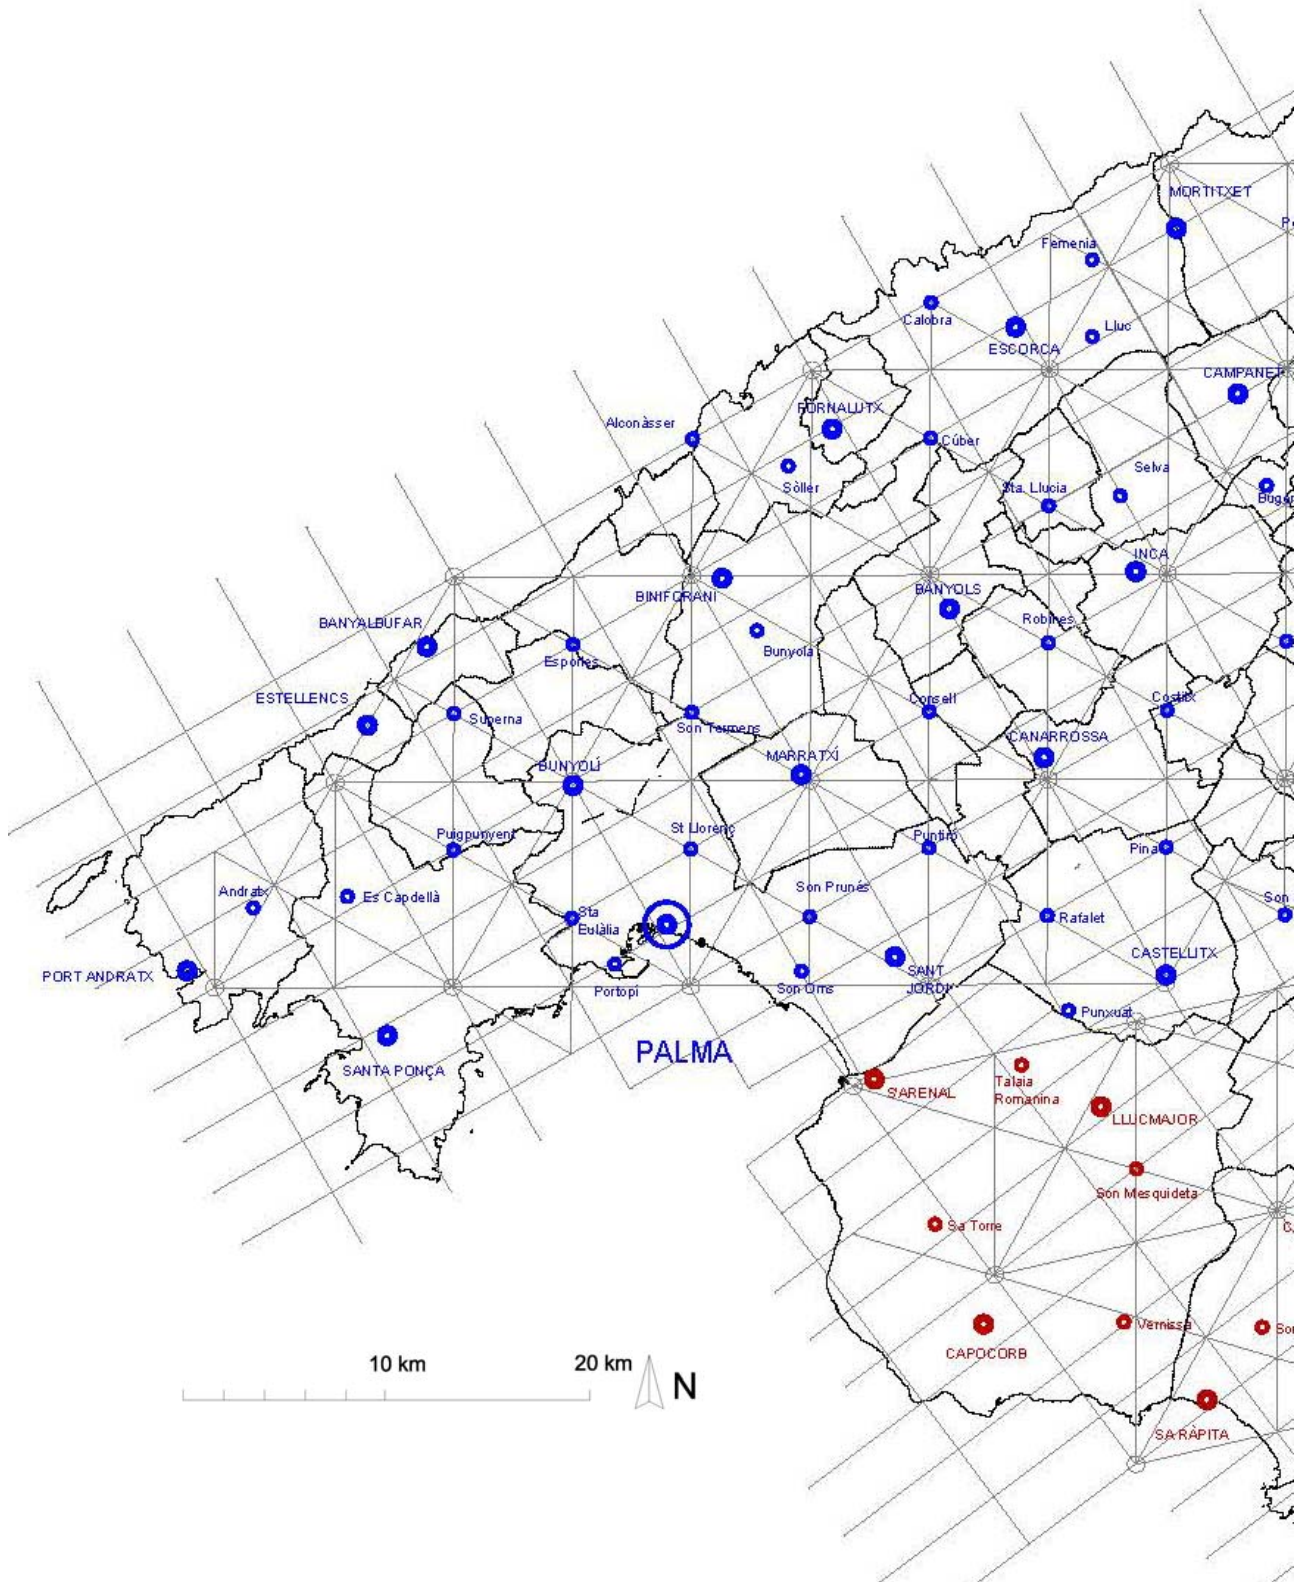 MORTITXET
Femenia
Calobra
Lluc
ESCORCA
CAMPANET
FORNALUTX
Alconàsser
Cúber
Sòller
Selva
Sta. Llucia
INCA
BINIFORANI
BANYOLS
BANYALBUFAR
Robines
Bunyola
Esporles
ESTELLENCS
Consell
Costitx
Superna
Son Termens
CANARROSSA
MARRATXÍ
BUNYOLÍ
Puigpunyent
St Llorenç
Puntiró
Pina
Andratx
Es Capdellà
Son Prunés
Sta
Eulàlia
Rafalet
Son
CASTELLITX
PORT ANDRATX
Portopí
Son Oms
SANT
JORDI
Punxuat
PALMA
SANTA PONÇA
S'ARENAL
Talaia
Romanina
LLUCMAJOR
Son Mesquideta
Sa Torre
Vernissa
CAPOCORB
10 km
20 km
N
SA RÀPITA